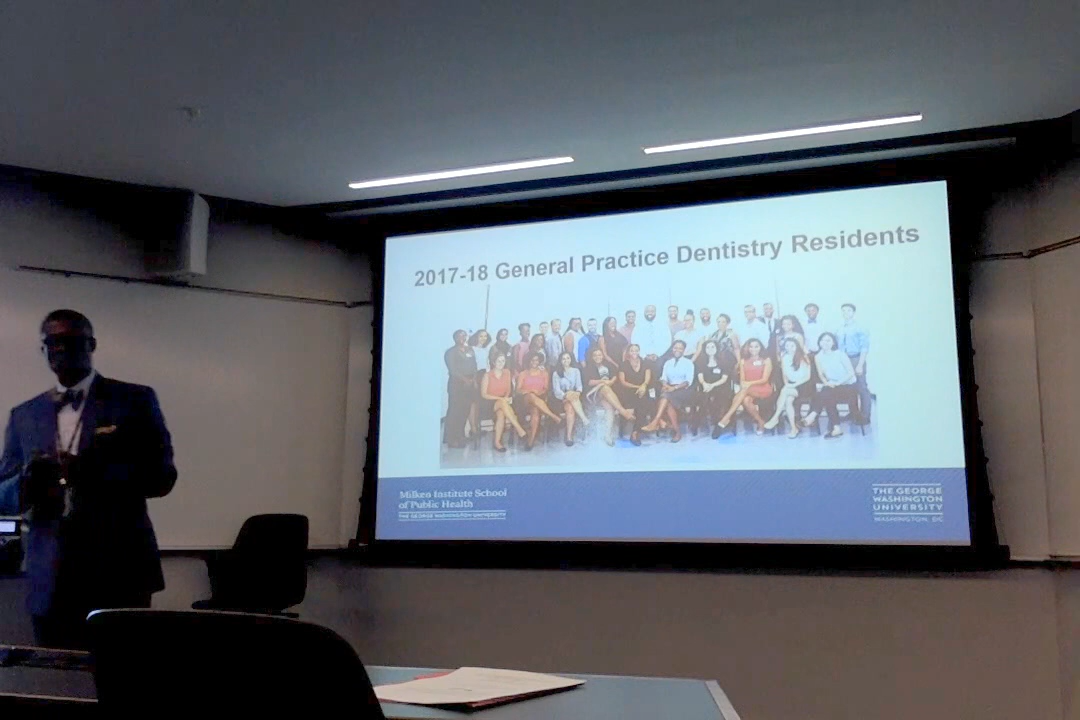 2017-18 General Practice Dentistry Residents
Milken Institute School
of Public Health
THE GEORGE WASHINGTON UNIVERSITY
THE GEORGE
WASHINGTON
UNIVERSITY
WASHINGTON, DC